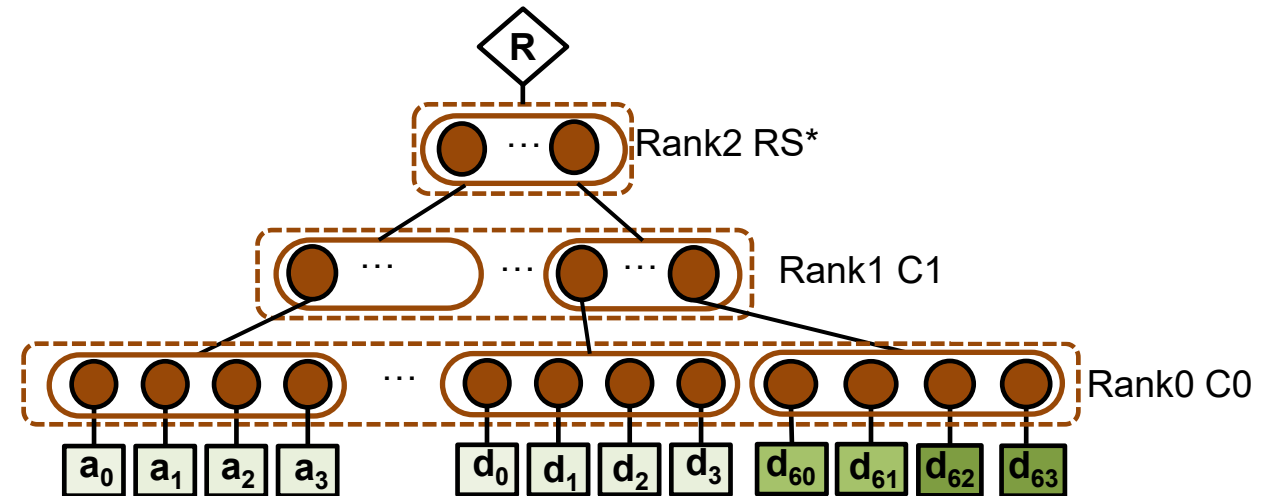 R
... Rank2 RS*
... ... ... Rank1 C1
... Rank0 C0
a₀ a₁ a₂ a₃ d₀ d₁ d₂ d₃ d₆₀ d₆₁ d₆₂ d₆₃